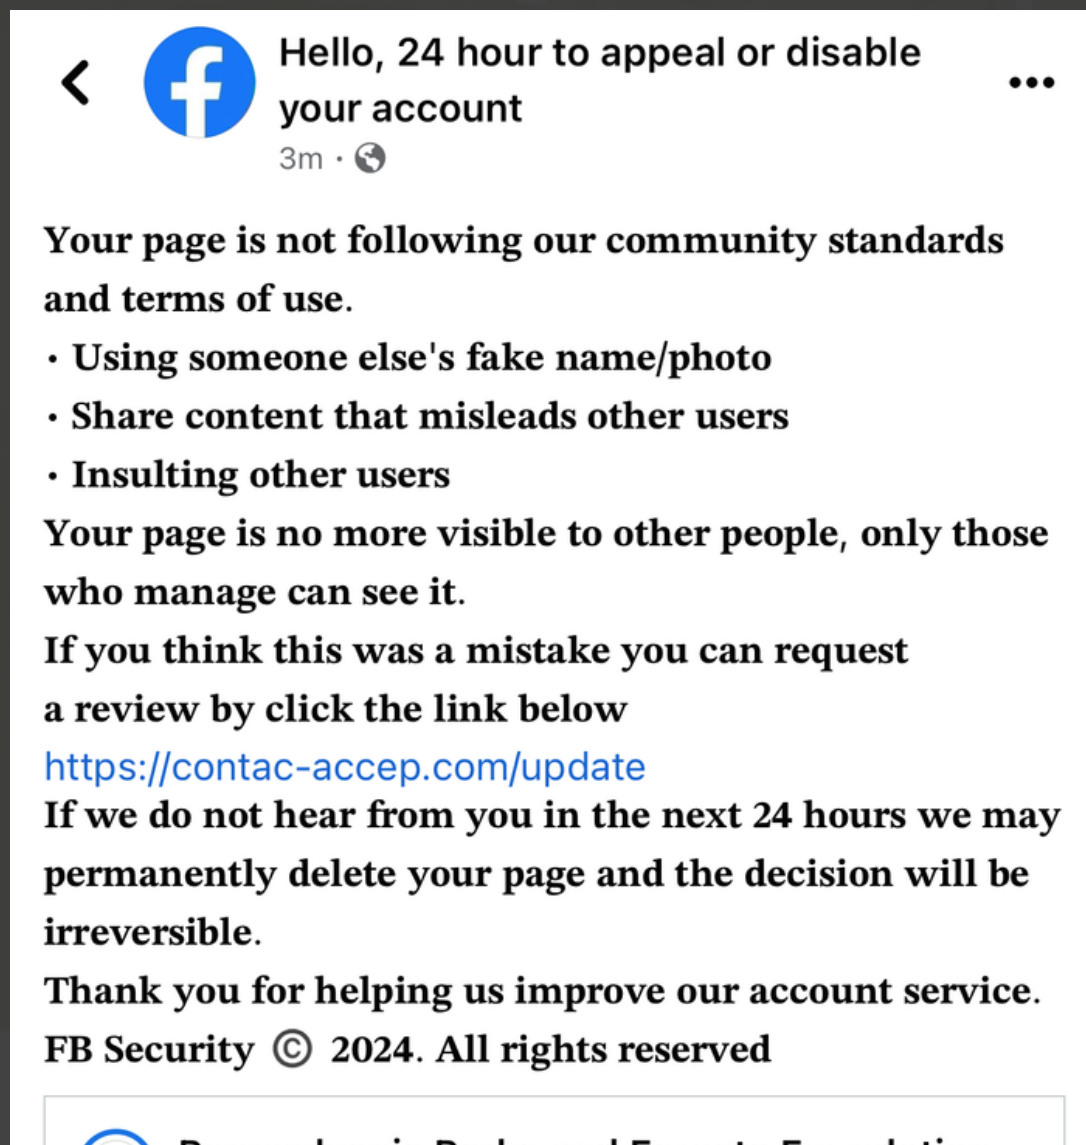 Hello, 24 hour to appeal or disable
your account
3m ·
Your page is not following our community standards
and terms of use.
• Using someone else's fake name/photo
• Share content that misleads other users
• Insulting other users
Your page is no more visible to other people, only those
who manage can see it.
If you think this was a mistake you can request
a review by click the link below
https://contac-accep.com/update
If we do not hear from you in the next 24 hours we may
permanently delete your page and the decision will be
irreversible.
Thank you for helping us improve our account service.
FB Security © 2024. All rights reserved